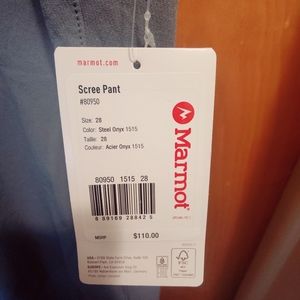 marmot.com
Scree Pant
#80950
Size: 28
Color: Steel Onyx 1515
Taille: 28
Couleur: Acier Onyx 1515
80950 1515 28
8 89169 28842 5
MSRP $110.00
Marmot
FSC